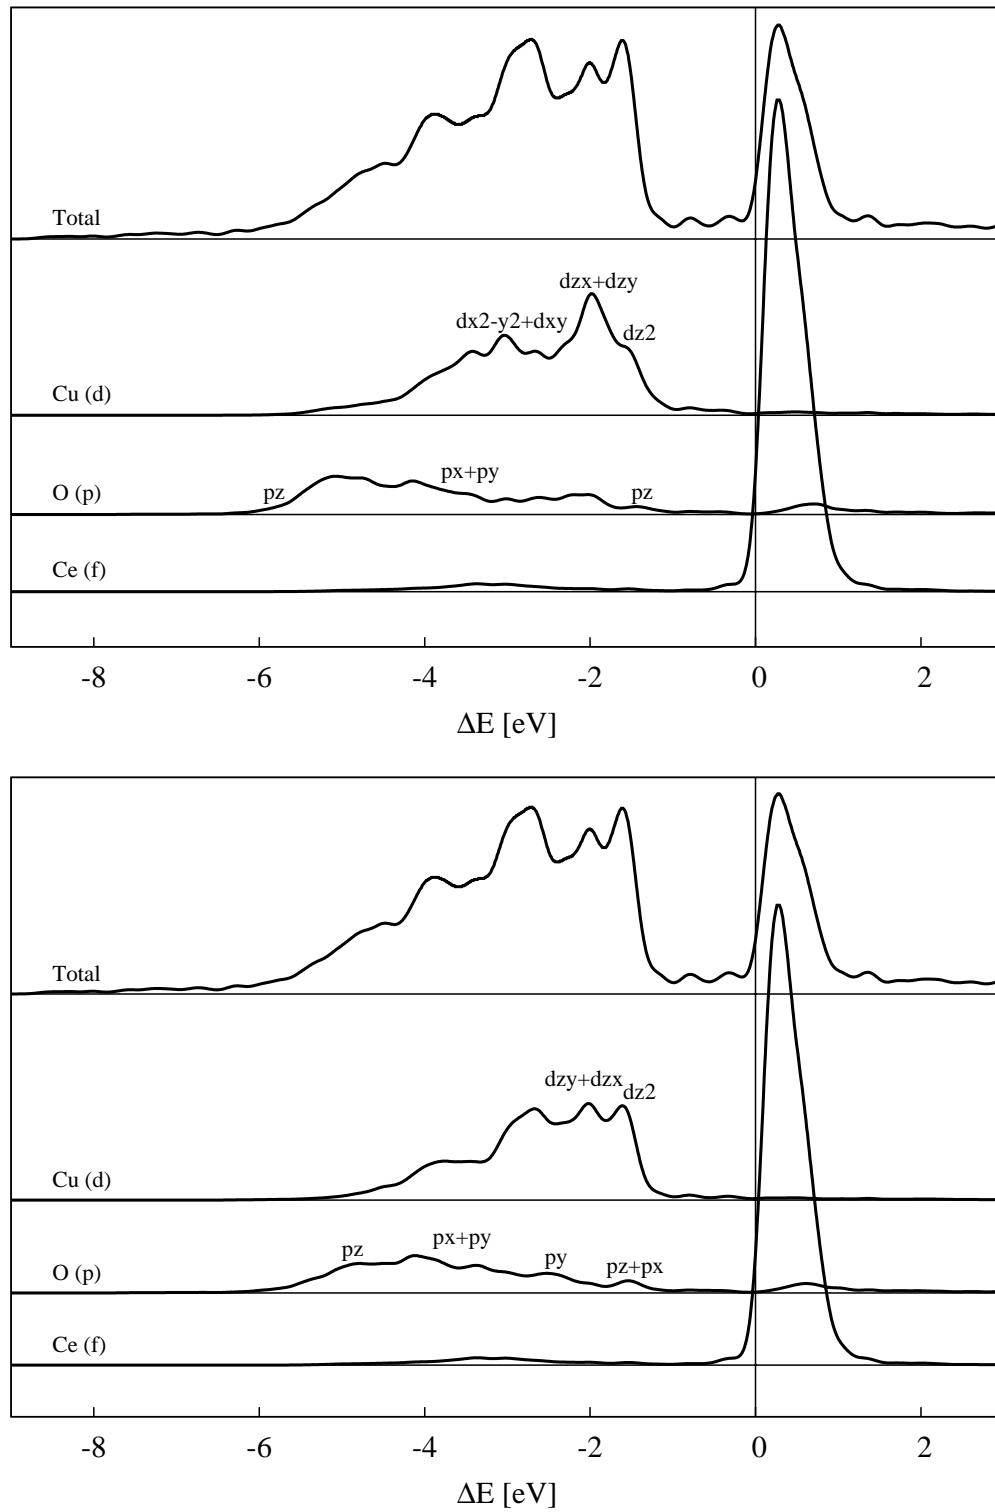 Total
dzx+dzy
dx2-y2+dxy
dz2
Cu (d)
px+py
pz
pz
O (p)
Ce (f)
-8 -6 -4 -2 0 2
ΔE [eV]
Total
dzy+dzx
dz2
Cu (d)
px+py
pz
py
pz+px
O (p)
Ce (f)
-8 -6 -4 -2 0 2
ΔE [eV]